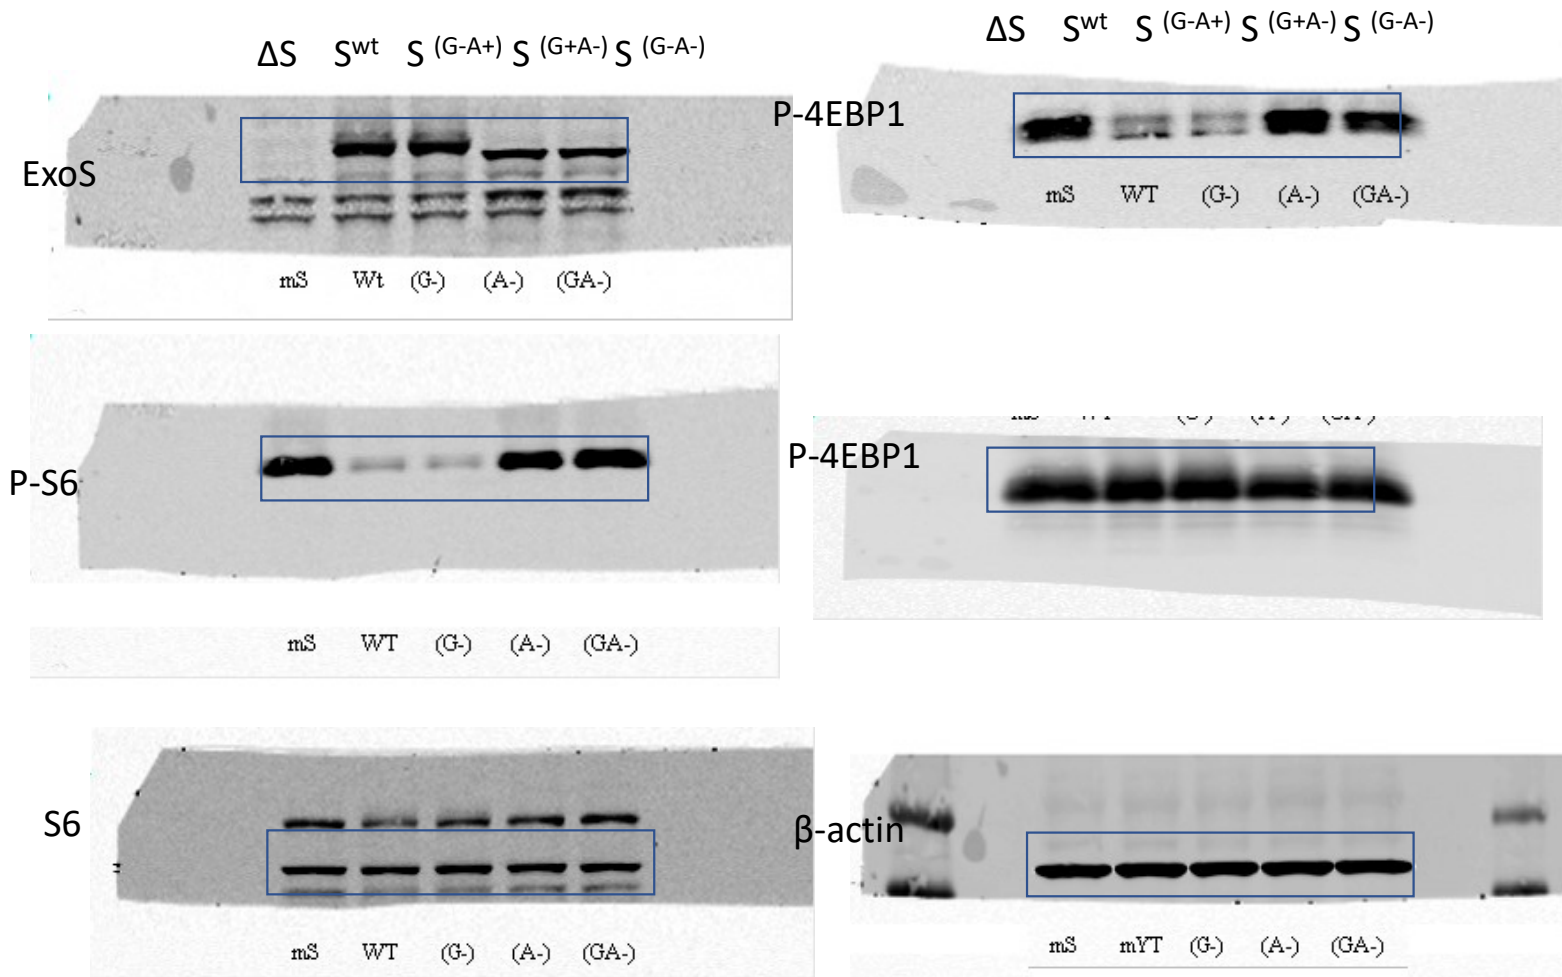 ΔS Sʷᵗ S ⁽ᴳ⁻ᴬ⁺⁾ S ⁽ᴳ⁺ᴬ⁻⁾ S ⁽ᴳ⁻ᴬ⁻⁾
ExoS
mS Wt (G-) (A-) (GA-)
P-S6
mS WT (G-) (A-) (GA-)
S6
mS WT (G-) (A-) (GA-)
ΔS Sʷᵗ S ⁽ᴳ⁻ᴬ⁺⁾ S ⁽ᴳ⁺ᴬ⁻⁾ S ⁽ᴳ⁻ᴬ⁻⁾
P-4EBP1
mS WT (G-) (A-) (GA-)
P-4EBP1
β-actin
mS mYT (G-) (A-) (GA-)